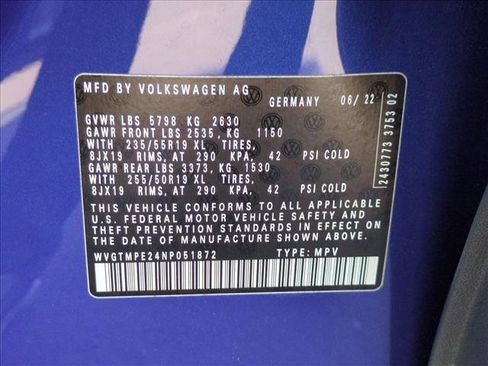 MFD BY VOLKSWAGEN AG
GERMANY 06/22
GVWR LBS 5798 KG 2630
GAWR FRONT LBS 2535, KG 1150
WITH 235/55R19 XL TIRES,
8JX19 RIMS, AT 290 KPA, 42 PSI COLD
GAWR REAR LBS 3373, KG 1530
WITH 255/50R19 XL TIRES,
8JX19 RIMS, AT 290 KPA, 42 PSI COLD
THIS VEHICLE CONFORMS TO ALL APPLICABLE
U.S. FEDERAL MOTOR VEHICLE SAFETY AND
THEFT PREVENTION STANDARDS IN EFFECT ON
THE DATE OF MANUFACTURE SHOWN ABOVE.
WVGTMPE24NP051872 TYPE: MPV
2430773 3753 02